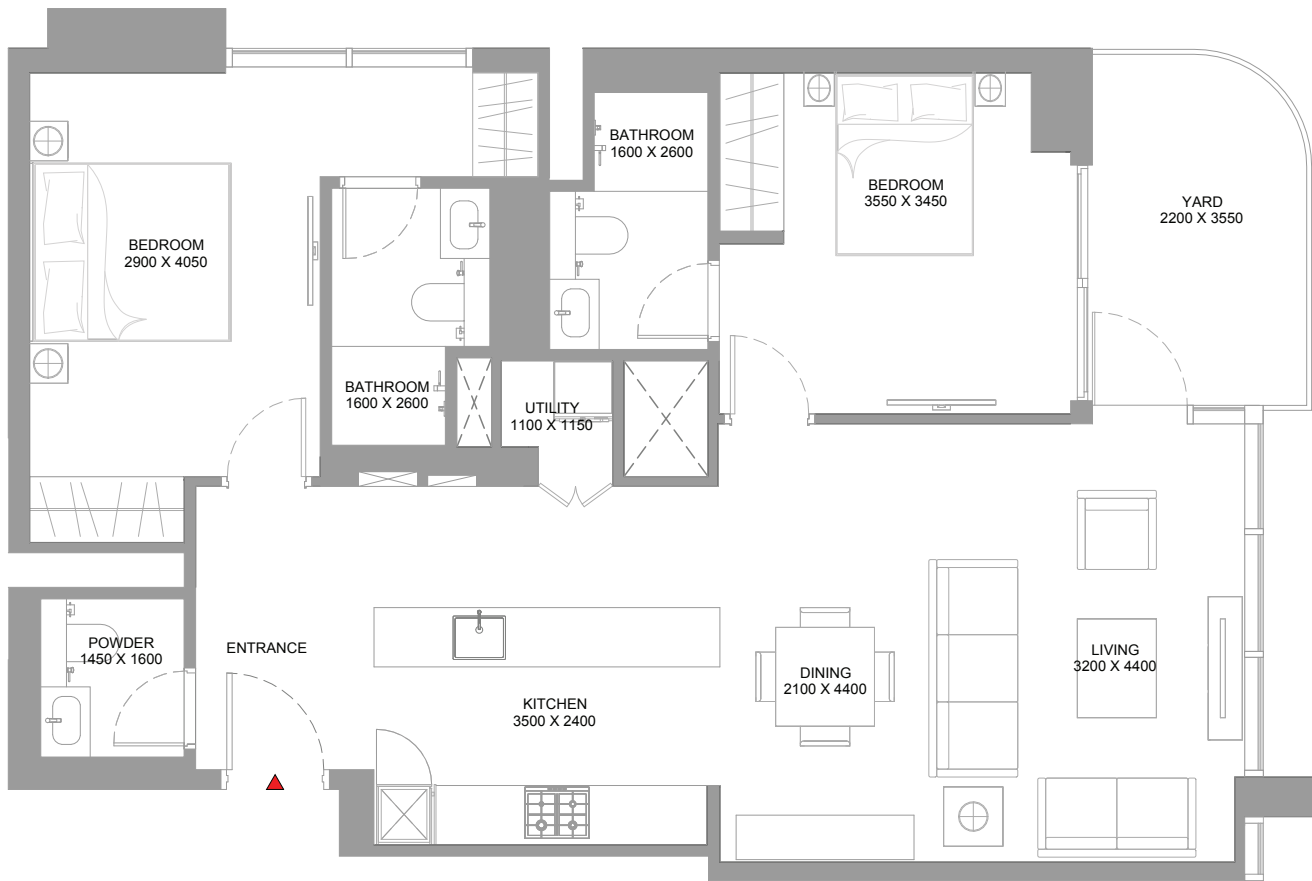 BATHROOM
1600 X 2600
BEDROOM
3550 X 3450
YARD
2200 X 3550
BEDROOM
2900 X 4050
BATHROOM
1600 X 2600
UTILITY
1100 X 1150
POWDER
1450 X 1600
ENTRANCE
KITCHEN
3500 X 2400
DINING
2100 X 4400
LIVING
3200 X 4400